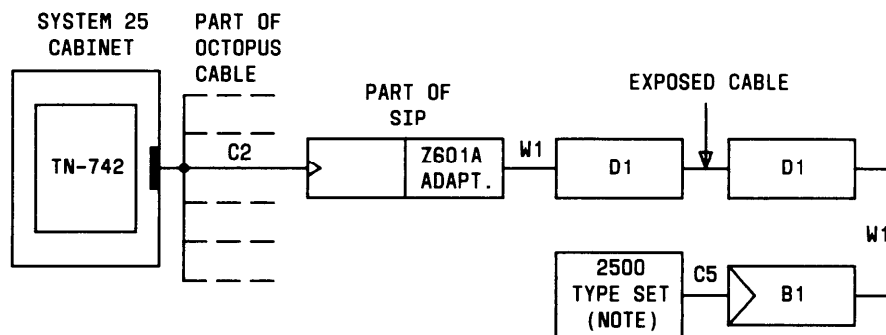 SYSTEM 25
CABINET
PART OF
OCTOPUS
CABLE
PART OF
SIP
EXPOSED CABLE
TN-742
C2
Z601A
ADAPT.
W1
D1
D1
W1
2500
TYPE SET
(NOTE)
C5
B1